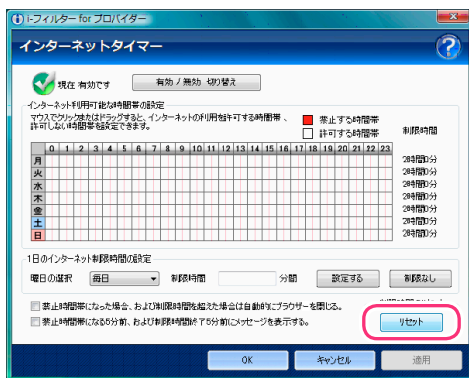 i-フィルター for プロバイダー
インターネットタイマー
現在 有効です 有効 / 無効 切り替え
インターネット利用可能な時間帯の設定
マウスでクリックまたはドラッグすると、インターネットの利用を許可する時間帯、
許可しない時間帯を設定できます。
禁止する時間帯
許可する時間帯
制限時間
0 1 2 3 4 5 6 7 8 9 10 11 12 13 14 15 16 17 18 19 20 21 22 23
月
火
水
木
金
土
日
1日のインターネット制限時間の設定
曜日の選択 毎日 制限時間 分間 設定する 制限なし
禁止時間帯になった場合、および制限時間を超えた場合は自動的にブラウザーを閉じる。
禁止時間帯になる5分前、および制限時間終了5分前にメッセージを表示する。
リセット
OK キャンセル 適用